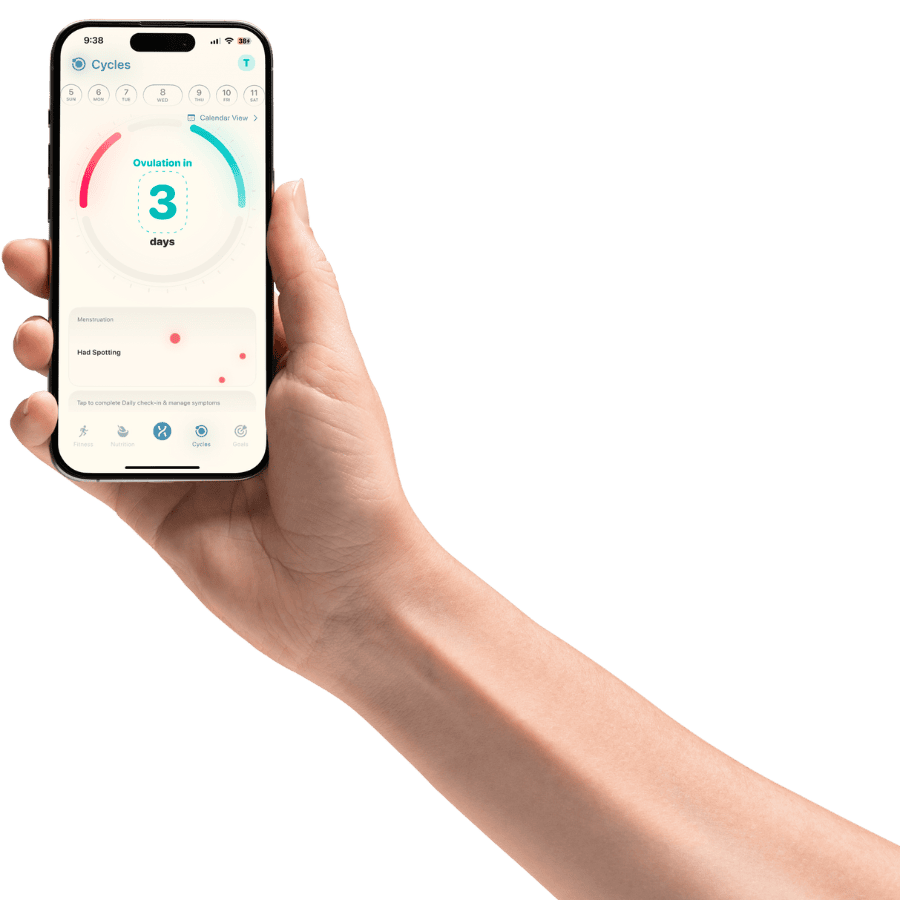 9:38
38
Cycles
T
5 6 7 8 9 10 11
SUN MON TUE WED THU FRI SAT
Calendar View
Ovulation in
3
days
Menstruation
Had Spotting
Tap to complete Daily check-in & manage symptoms
Fitness Nutrition Cycles Goals